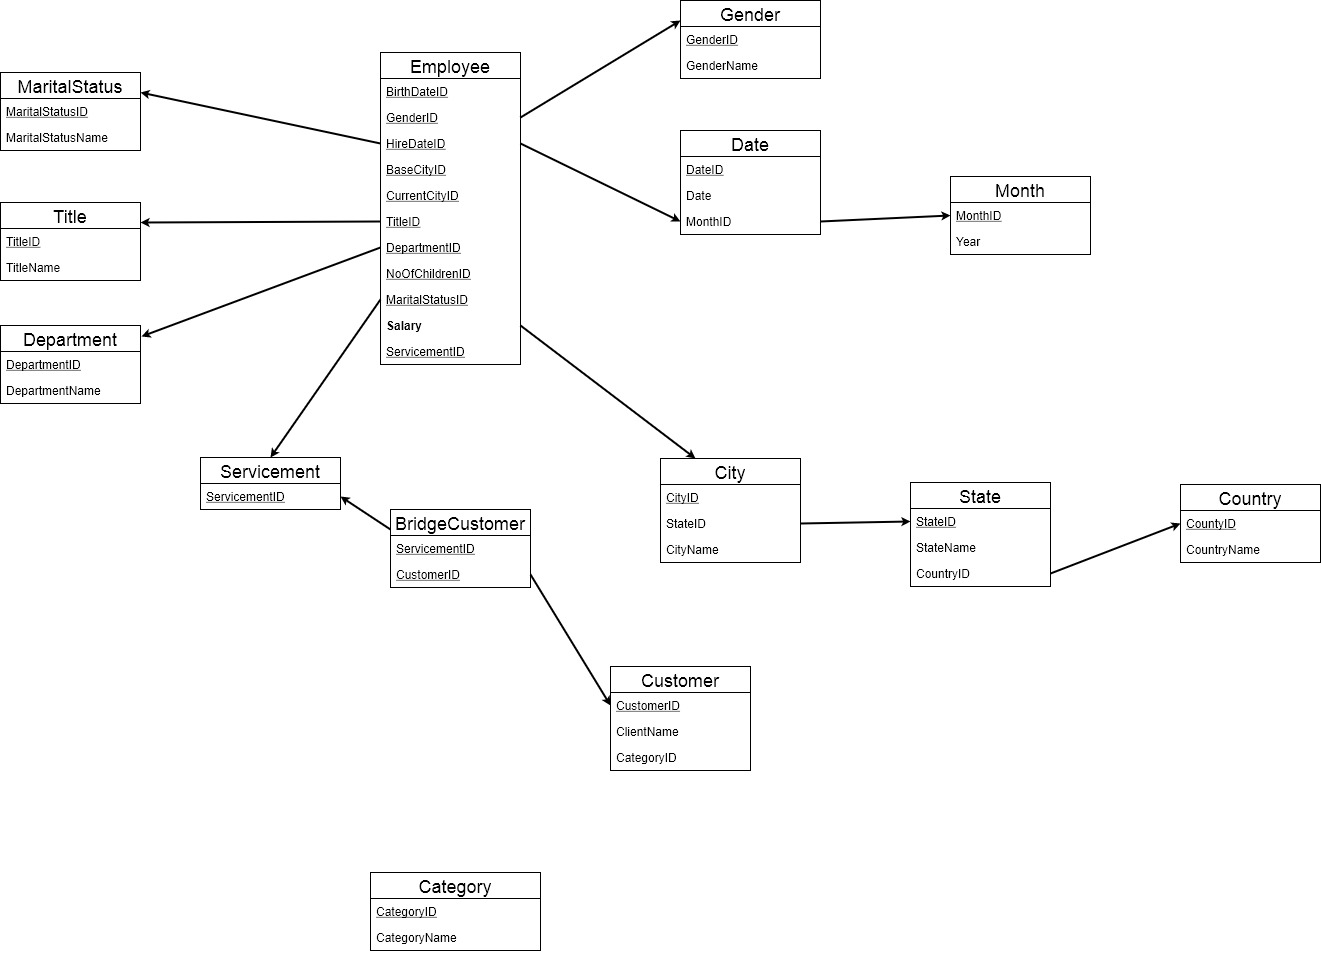 Gender
GenderID
GenderName
Employee
BirthDateID
GenderID
HireDateID
BaseCityID
CurrentCityID
TitleID
DepartmentID
NoOfChildrenID
MaritalStatusID
Salary
ServicementID
MaritalStatus
MaritalStatusID
MaritalStatusName
Date
DateID
Date
MonthID
Month
MonthID
Year
Title
TitleID
TitleName
Department
DepartmentID
DepartmentName
Servicement
ServicementID
BridgeCustomer
ServicementID
CustomerID
City
CityID
StateID
CityName
State
StateID
StateName
CountryID
Country
CountyID
CountryName
Customer
CustomerID
ClientName
CategoryID
Category
CategoryID
CategoryName